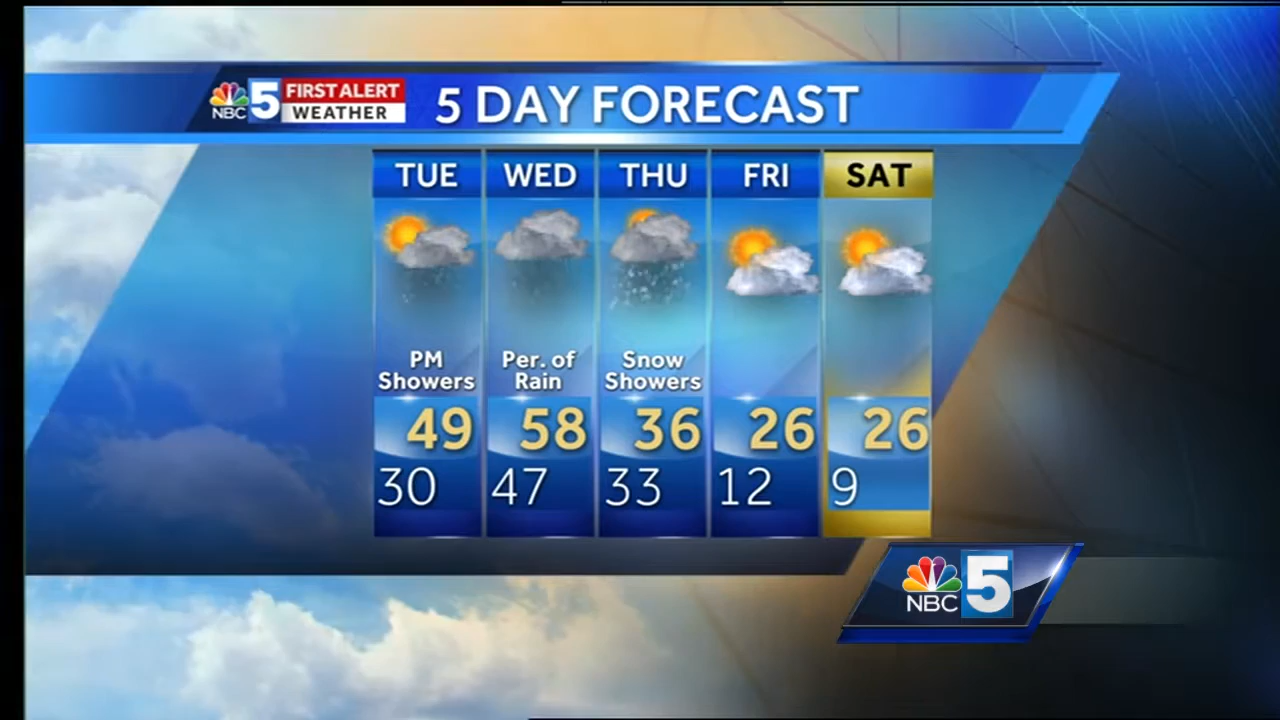 NBC 5 FIRST ALERT
WEATHER
5 DAY FORECAST
TUE WED THU FRI SAT
PM Showers
Per. of Rain
Snow Showers
49 58 36 26 26
30 47 33 12 9
NBC 5